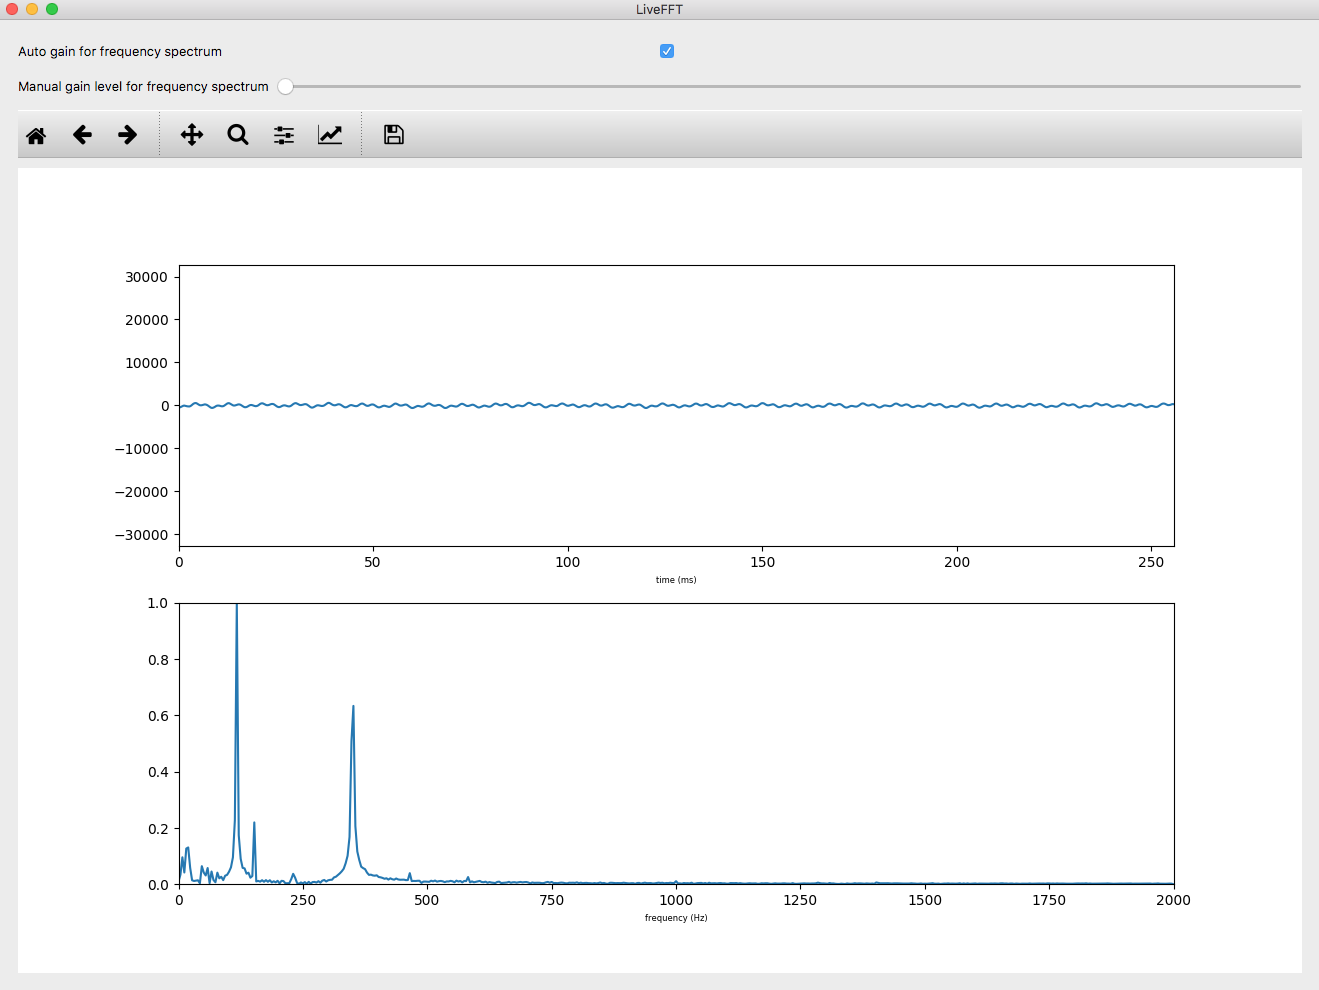 LiveFFT
Auto gain for frequency spectrum
Manual gain level for frequency spectrum
30000
20000
10000
0
−10000
−20000
−30000
0 50 100 150 200 250
time (ms)
1.0
0.8
0.6
0.4
0.2
0.0
0 250 500 750 1000 1250 1500 1750 2000
frequency (Hz)